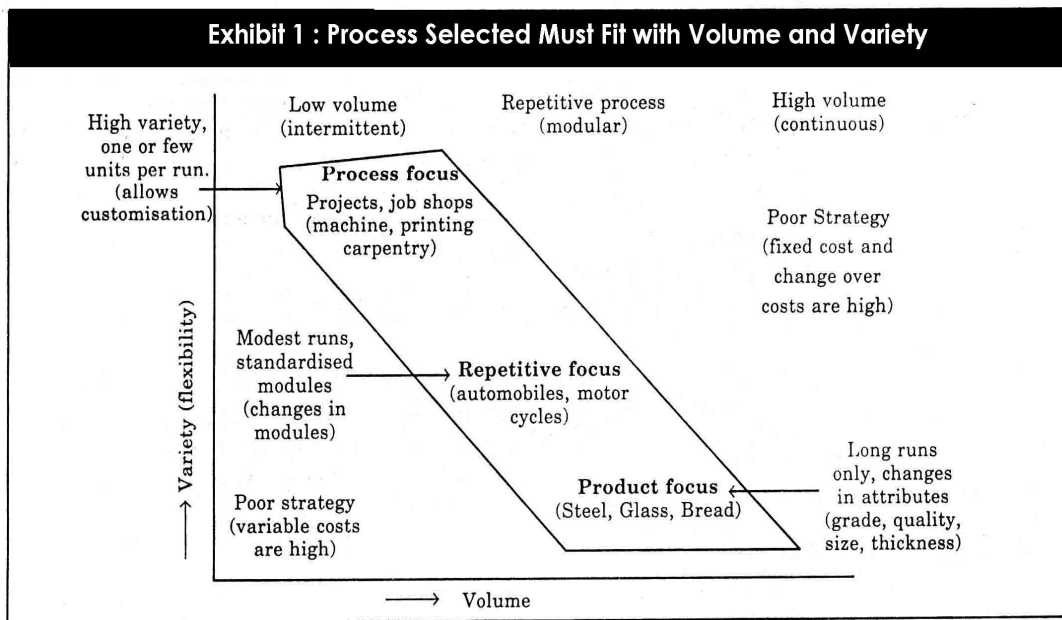 Exhibit 1 : Process Selected Must Fit with Volume and Variety
Low volume
(intermittent)
Repetitive process
(modular)
High volume
(continuous)
High variety,
one or few
units per run.
(allows
customisation)
Process focus
Projects, job shops
(machine, printing
carpentry)
Poor Strategy
(fixed cost and
change over
costs are high)
Modest runs,
standardised
modules
(changes in
modules)
Repetitive focus
(automobiles, motor
cycles)
Long runs
only, changes
in attributes
(grade, quality,
size, thickness)
Product focus
(Steel, Glass, Bread)
Poor strategy
(variable costs
are high)
Variety (flexibility)
Volume